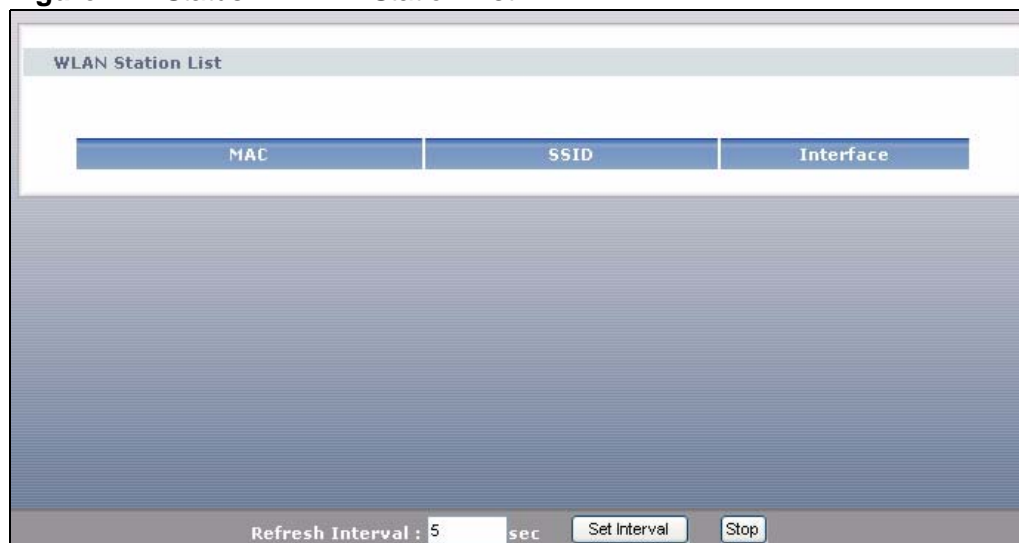 WLAN Station List
MAC SSID Interface
Refresh Interval : 5 sec Set Interval Stop